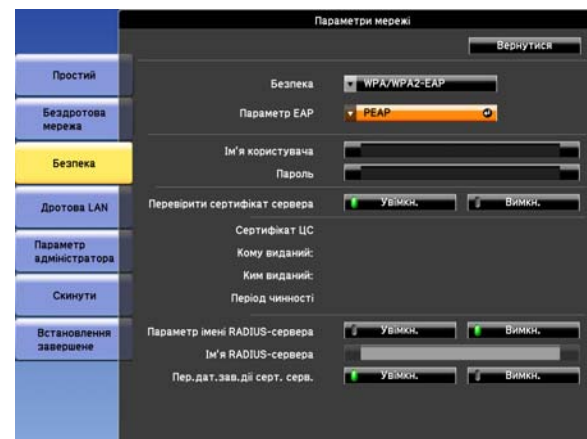 Параметри мережі
Вернутися
Простий
Бездротова
мережа
Безпека
Дротова LAN
Параметр
адміністратора
Скинути
Встановлення
завершене
Безпека WPA/WPA2-EAP
Параметр EAP PEAP
Ім'я користувача
Пароль
Перевірити сертифікат сервера Увімкн. Вимкн.
Сертифікат ЦС
Кому виданий:
Ким виданий:
Період чинності
Параметр імені RADIUS-сервера Увімкн. Вимкн.
Ім'я RADIUS-сервера
Пер.дат.зав.дії серт. серв. Увімкн. Вимкн.